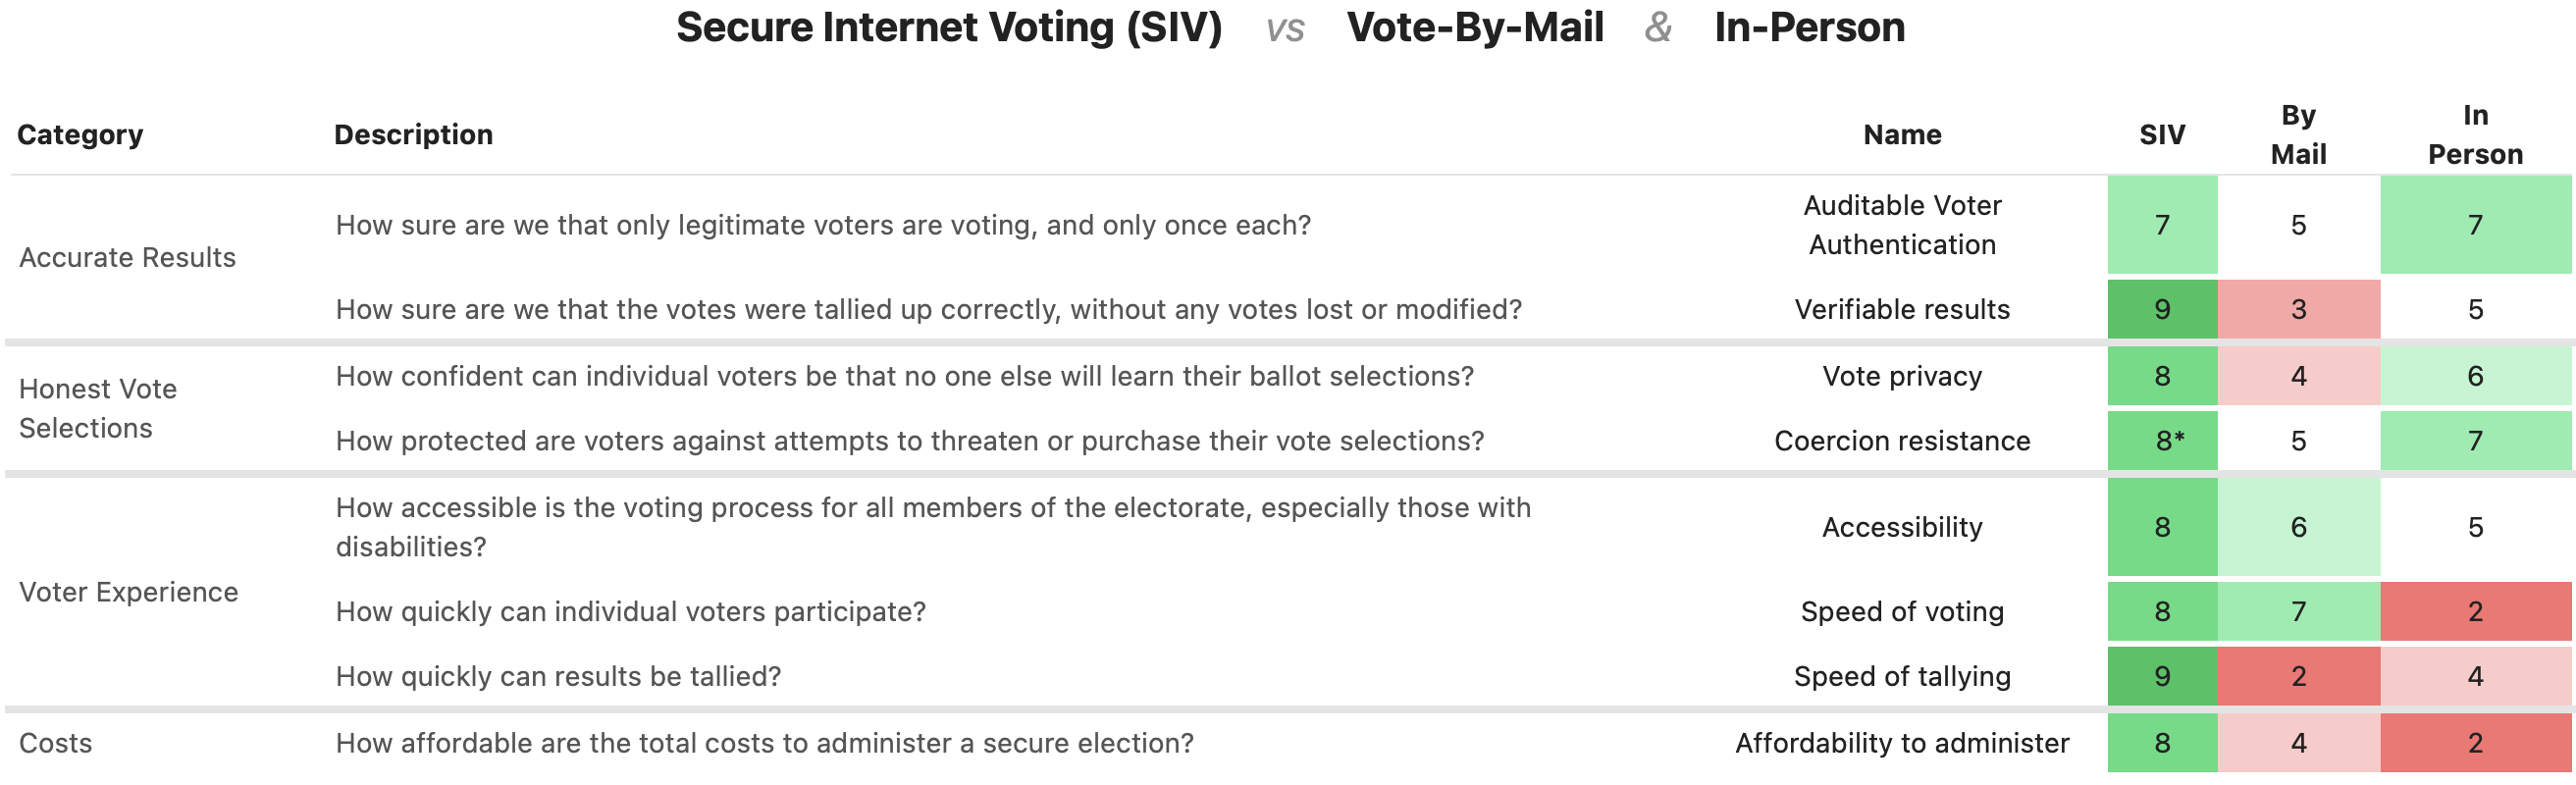 Secure Internet Voting (SIV) vs Vote-By-Mail & In-Person
Category Description Name SIV By Mail In Person
Accurate Results
How sure are we that only legitimate voters are voting, and only once each? Auditable Voter Authentication 7 5 7
How sure are we that the votes were tallied up correctly, without any votes lost or modified? Verifiable results 9 3 5
Honest Vote Selections
How confident can individual voters be that no one else will learn their ballot selections? Vote privacy 8 4 6
How protected are voters against attempts to threaten or purchase their vote selections? Coercion resistance 8* 5 7
Voter Experience
How accessible is the voting process for all members of the electorate, especially those with disabilities? Accessibility 8 6 5
How quickly can individual voters participate? Speed of voting 8 7 2
How quickly can results be tallied? Speed of tallying 9 2 4
Costs
How affordable are the total costs to administer a secure election? Affordability to administer 8 4 2